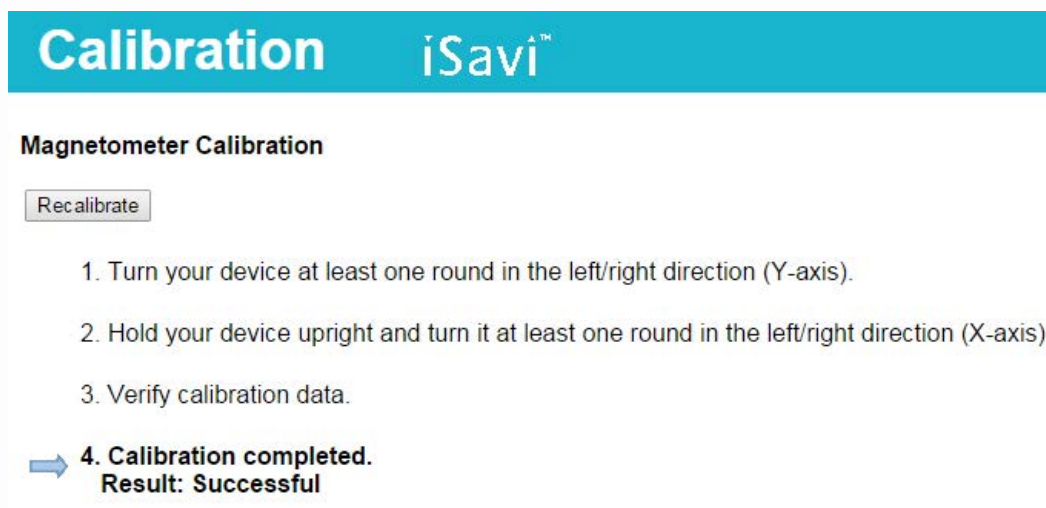 Calibration iSavi™
Magnetometer Calibration
Recalibrate
1. Turn your device at least one round in the left/right direction (Y-axis).
2. Hold your device upright and turn it at least one round in the left/right direction (X-axis)
3. Verify calibration data.
4. Calibration completed.
Result: Successful